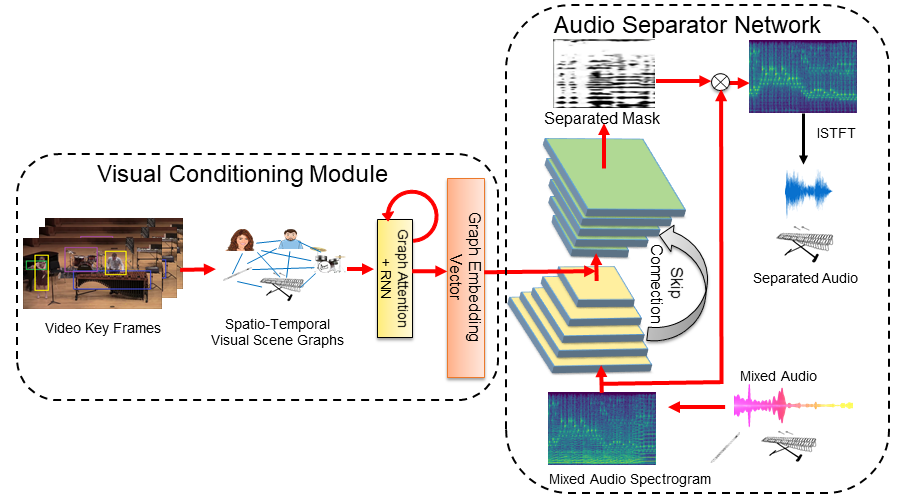 Audio Separator Network
Separated Mask
ISTFT
Visual Conditioning Module
Graph Attention
+ RNN
Graph Embedding
Vector
Skip
Connection
Separated Audio
Video Key Frames
Spatio-Temporal
Visual Scene Graphs
Mixed Audio
Mixed Audio Spectrogram